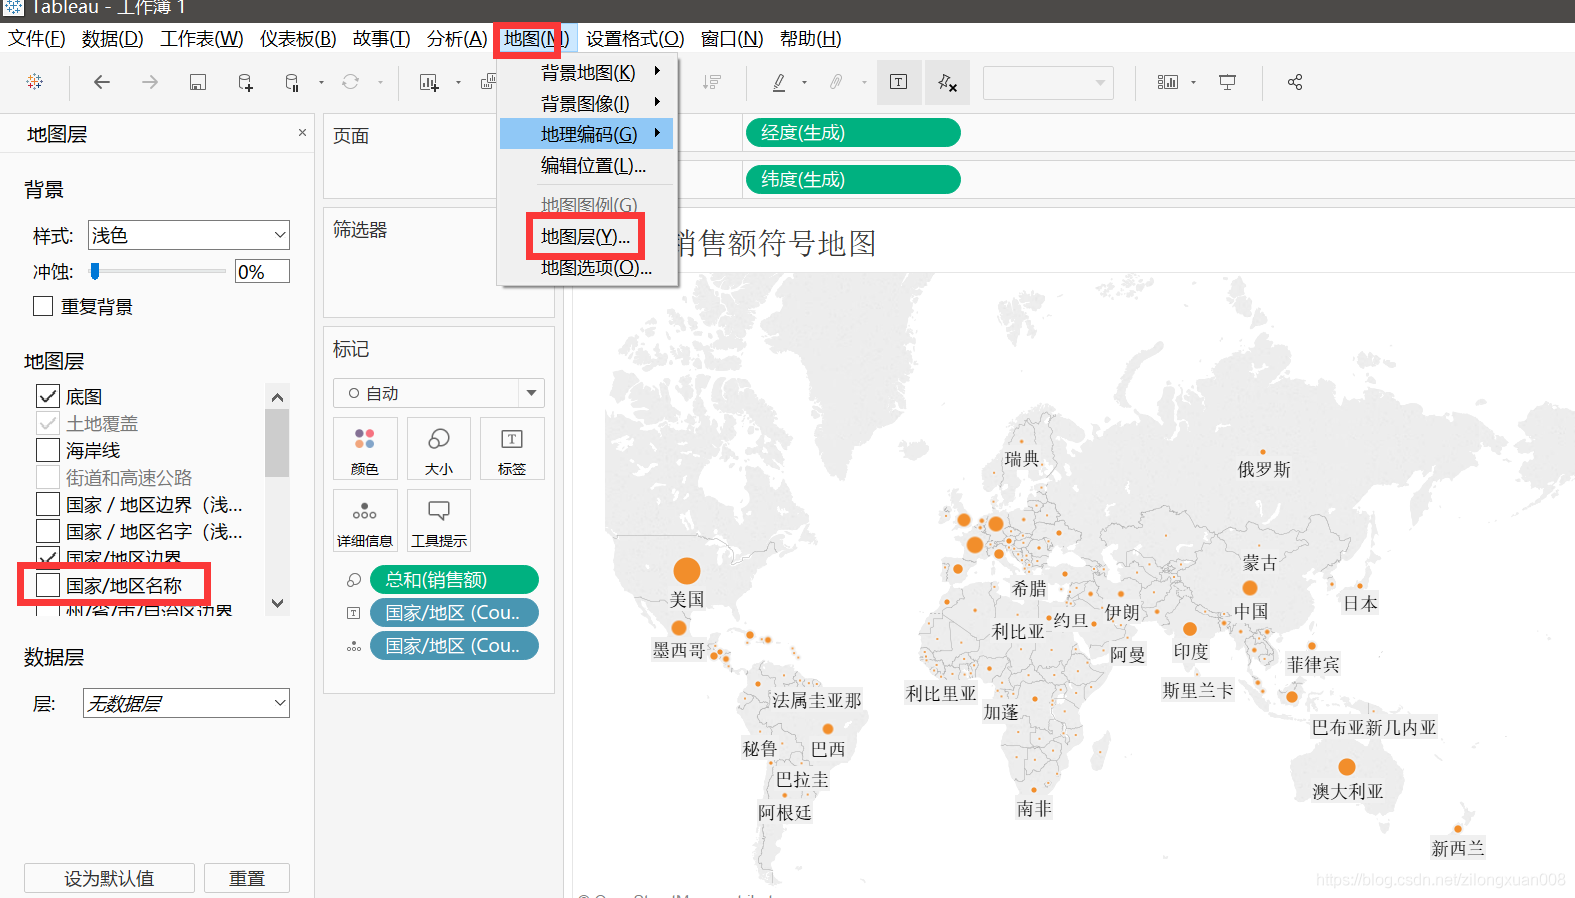 Tableau - 工作簿 1
文件(F) 数据(D) 工作表(W) 仪表板(B) 故事(T) 分析(A) 地图(M) 设置格式(O) 窗口(N) 帮助(H)
背景地图(K)
背景图像(I)
地理编码(G)
编辑位置(L)...
地图图例(G)
地图层(Y)...
地图选项(O)...
地图层
背景
样式: 浅色
冲蚀: 0%
重复背景
地图层
底图
土地覆盖
海岸线
街道和高速公路
国家 / 地区边界（浅...
国家 / 地区名字（浅...
国家/地区边界
国家/地区名称
州/省/市/自治区边界
数据层
层: 无数据层
设为默认值 重置
页面
筛选器
标记
自动
颜色 大小 标签
详细信息 工具提示
总和(销售额)
国家/地区 (Cou..
国家/地区 (Cou..
经度(生成)
纬度(生成)
销售额符号地图
瑞典
俄罗斯
蒙古
美国
希腊
中国
日本
伊朗
约旦
利比亚
墨西哥
阿曼
印度
菲律宾
斯里兰卡
利比里亚
法属圭亚那
加蓬
巴布亚新几内亚
秘鲁
巴西
巴拉圭
澳大利亚
南非
阿根廷
新西兰
https://blog.csdn.net/zilongxuan008